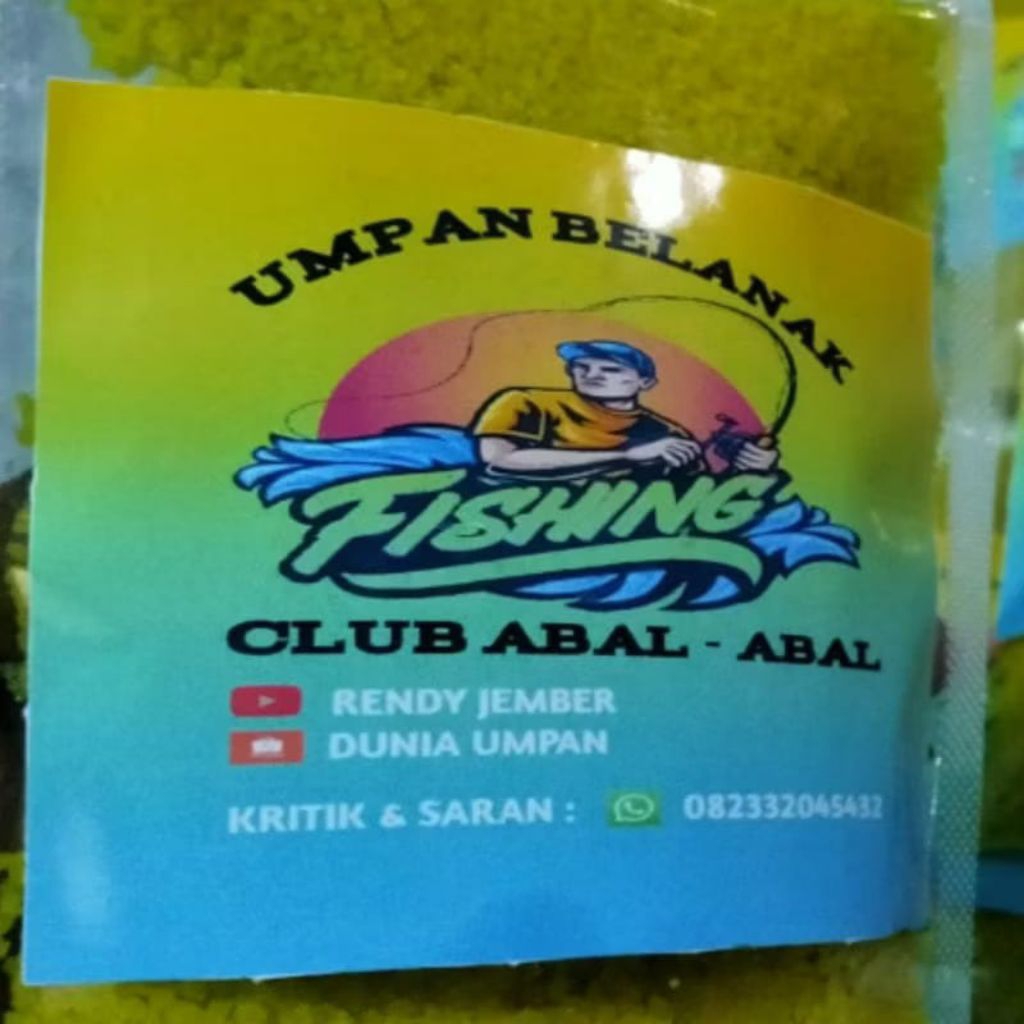 UMPAN BELANAK
FISHING
CLUB ABAL - ABAL
RENDY JEMBER
DUNIA UMPAN
KRITIK & SARAN : 082332045432